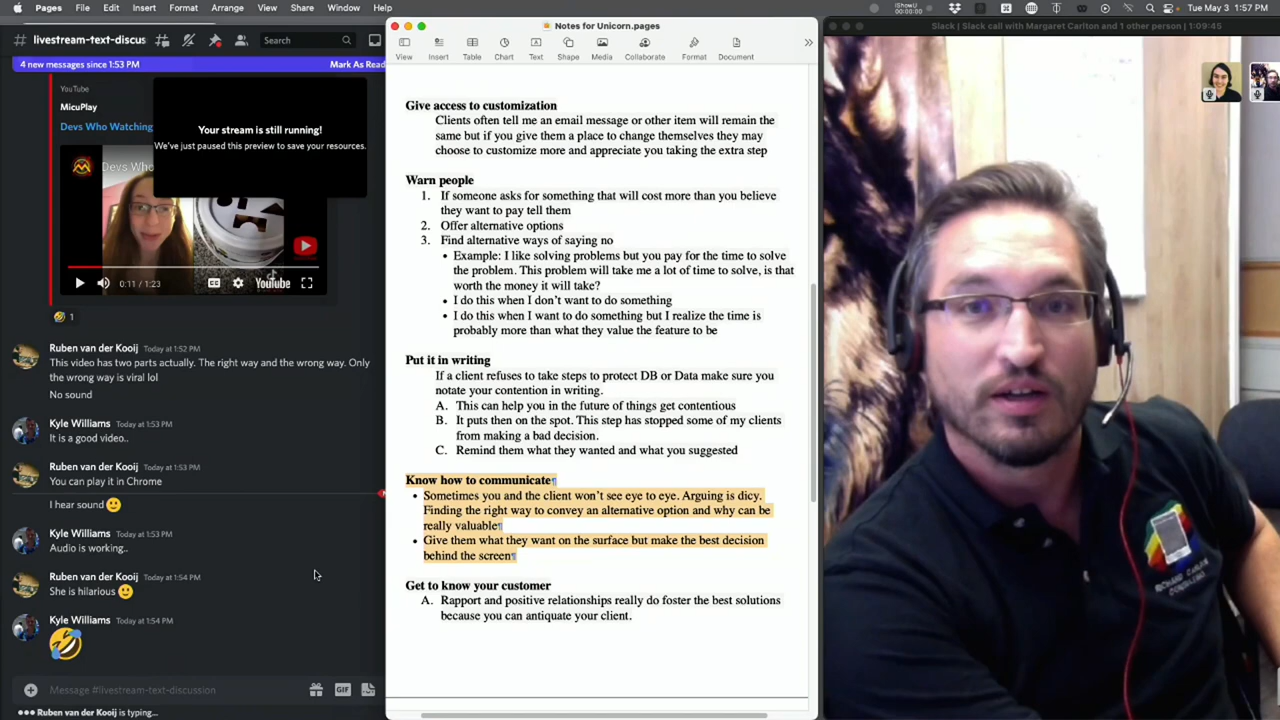 Pages File Edit Insert Format Arrange View Share Window Help
iShowU
00:00:00
Tue May 3 1:57 PM
livestream-text-discus
Search
4 new messages since 1:53 PM
Mark As Read
YouTube
MicuPlay
Devs Who Watching
Your stream is still running!
We've just paused this preview to save your resources.
Devs Who
0:11 / 1:23
CC
YouTube
1
Ruben van der Kooij Today at 1:52 PM
This video has two parts actually. The right way and the wrong way. Only
the wrong way is viral lol
No sound
Kyle Williams Today at 1:53 PM
It is a good video..
Ruben van der Kooij Today at 1:53 PM
You can play it in Chrome
I hear sound 🙂
Kyle Williams Today at 1:53 PM
Audio is working..
Ruben van der Kooij Today at 1:54 PM
She is hilarious 🙂
Kyle Williams Today at 1:54 PM
🤣
Message #livestream-text-discussion
GIF
Ruben van der Kooij is typing...
Notes for Unicorn.pages
View Insert Table Chart Text Shape Media Collaborate Format Document
Give access to customization
Clients often tell me an email message or other item will remain the
same but if you give them a place to change themselves they may
choose to customize more and appreciate you taking the extra step
Warn people
1. If someone asks for something that will cost more than you believe
they want to pay tell them
2. Offer alternative options
3. Find alternative ways of saying no
• Example: I like solving problems but you pay for the time to solve
the problem. This problem will take me a lot of time to solve, is that
worth the money it will take?
• I do this when I don't want to do something
• I do this when I want to do something but I realize the time is
probably more than what they value the feature to be
Put it in writing
If a client refuses to take steps to protect DB or Data make sure you
notate your contention in writing.
A. This can help you in the future of things get contentious
B. It puts then on the spot. This step has stopped some of my clients
from making a bad decision.
C. Remind them what they wanted and what you suggested
Know how to communicate¶
• Sometimes you and the client won't see eye to eye. Arguing is dicy.
Finding the right way to convey an alternative option and why can be
really valuable¶
• Give them what they want on the surface but make the best decision
behind the screen¶
Get to know your customer
A. Rapport and positive relationships really do foster the best solutions
because you can antiquate your client.
Slack | Slack call with Margaret Carlton and 1 other person | 1:09:45